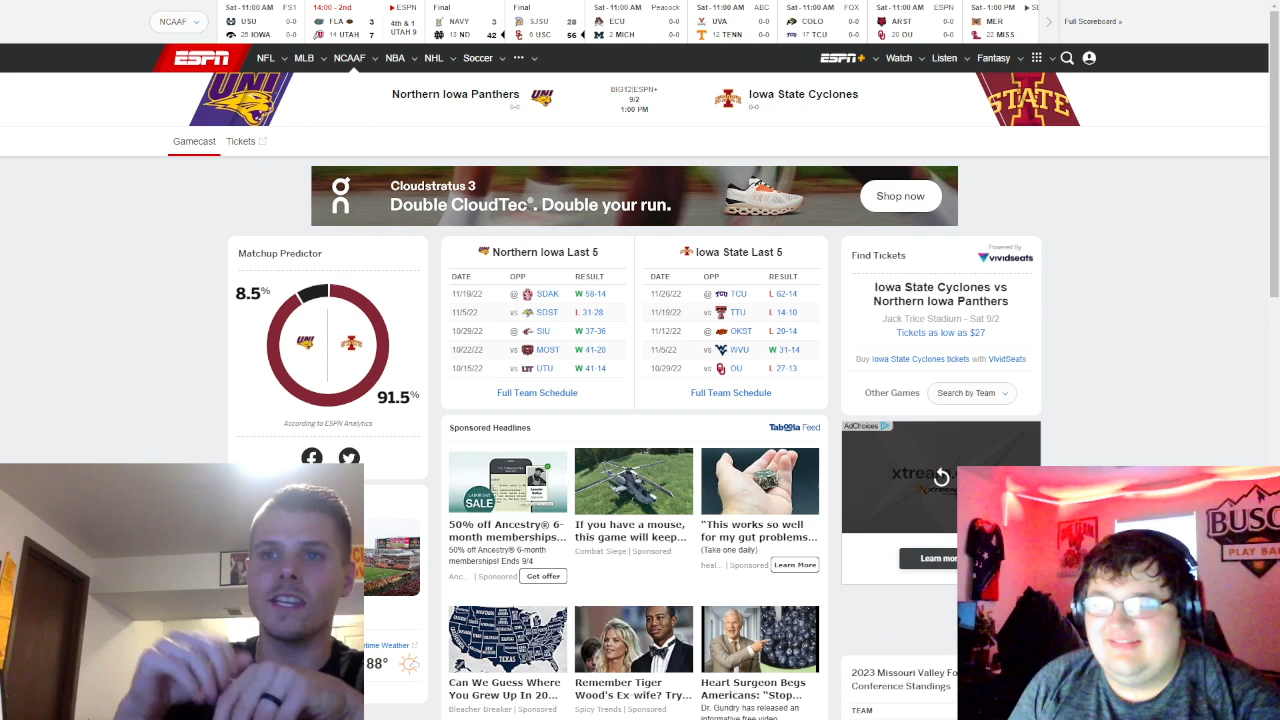 NCAAF
Sat - 11:00 AM FS1
USU 0-0
25 IOWA 0-0
14:00 - 2nd ESPN
FLA 3
14 UTAH 7
4th & 1
UTAH 9
Final
NAVY 3
13 ND 42
Final
SJSU 28
6 USC 56
Sat - 11:00 AM Peacock
ECU 0-0
2 MICH 0-0
Sat - 11:00 AM ABC
UVA 0-0
12 TENN 0-0
Sat - 11:00 AM FOX
COLO 0-0
17 TCU 0-0
Sat - 11:00 AM ESPN
ARST 0-0
20 OU 0-0
Sat - 1:00 PM
MER
22 MISS
Full Scoreboard »
ESPN NFL MLB NCAAF NBA NHL Soccer ••• ESPN+ Watch Listen Fantasy
UNI
Northern Iowa Panthers
0-0
BIG12|ESPN+
9/2
1:00 PM
Iowa State Cyclones
0-0
STATE
Gamecast Tickets
Cloudstratus 3
Double CloudTec®. Double your run.
Shop now
Matchup Predictor
8.5%
91.5%
According to ESPN Analytics
Northern Iowa Last 5
DATE OPP RESULT
11/19/22 @ SDAK W 58-14
11/5/22 vs SDST L 31-28
10/29/22 @ SIU W 37-36
10/22/22 vs MOST W 41-20
10/15/22 vs UTU W 41-14
Full Team Schedule
Iowa State Last 5
DATE OPP RESULT
11/26/22 @ TCU L 62-14
11/19/22 vs TTU L 14-10
11/12/22 @ OKST L 20-14
11/5/22 vs WVU W 31-14
10/29/22 vs OU L 27-13
Full Team Schedule
Find Tickets
Powered By
vividseats
Iowa State Cyclones vs
Northern Iowa Panthers
Jack Trice Stadium - Sat 9/2
Tickets as low as $27
Buy Iowa State Cyclones tickets with VividSeats
Other Games Search by Team
Sponsored Headlines
Taboola Feed
SALE
50% off Ancestry® 6-
month memberships...
50% off Ancestry® 6-month
memberships! Ends 9/4
Anc... | Sponsored Get offer
If you have a mouse,
this game will keep...
Combat Siege | Sponsored
“This works so well
for my gut problems...
(Take one daily)
heal... | Sponsored Learn More
AdChoices
xtream
Learn mor
Can We Guess Where
You Grew Up In 20...
Bleacher Breaker | Sponsored
Remember Tiger
Wood's Ex-wife? Try...
Spicy Trends | Sponsored
Heart Surgeon Begs
Americans: “Stop...
Dr. Gundry has released an
informative free video
etime Weather
88°
2023 Missouri Valley Fo
Conference Standings
TEAM
BUSC
PLAY BA